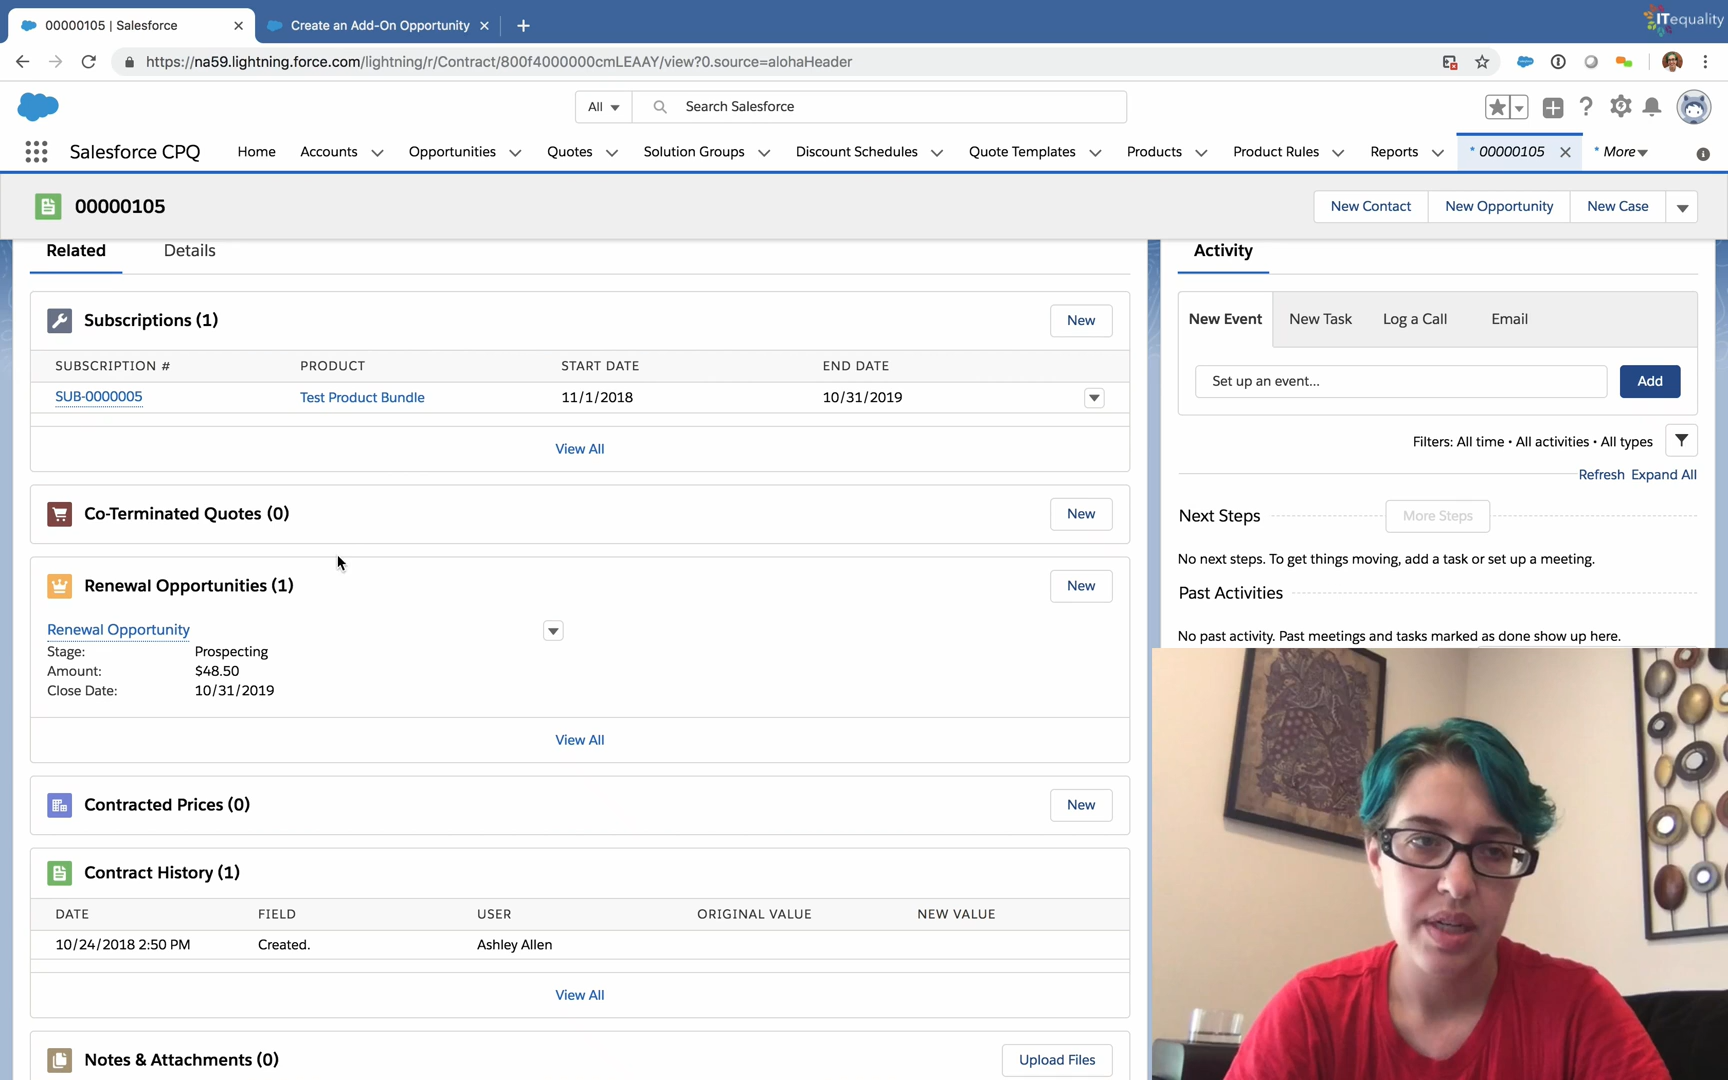 00000105 | Salesforce
Create an Add-On Opportunity
ITequality
https://na59.lightning.force.com/lightning/r/Contract/800f4000000cmLEAAY/view?0.source=alohaHeader
All
Search Salesforce
Salesforce CPQ
Home
Accounts
Opportunities
Quotes
Solution Groups
Discount Schedules
Quote Templates
Products
Product Rules
Reports
* 00000105
* More
00000105
New Contact
New Opportunity
New Case
Related
Details
Subscriptions (1)
New
SUBSCRIPTION # PRODUCT START DATE END DATE
SUB-0000005 Test Product Bundle 11/1/2018 10/31/2019
View All
Co-Terminated Quotes (0)
New
Renewal Opportunities (1)
New
Renewal Opportunity
Stage: Prospecting
Amount: $48.50
Close Date: 10/31/2019
View All
Contracted Prices (0)
New
Contract History (1)
DATE FIELD USER ORIGINAL VALUE NEW VALUE
10/24/2018 2:50 PM Created. Ashley Allen
View All
Notes & Attachments (0)
Upload Files
Activity
New Event
New Task
Log a Call
Email
Set up an event...
Add
Filters: All time • All activities • All types
Refresh
Expand All
Next Steps
More Steps
No next steps. To get things moving, add a task or set up a meeting.
Past Activities
No past activity. Past meetings and tasks marked as done show up here.